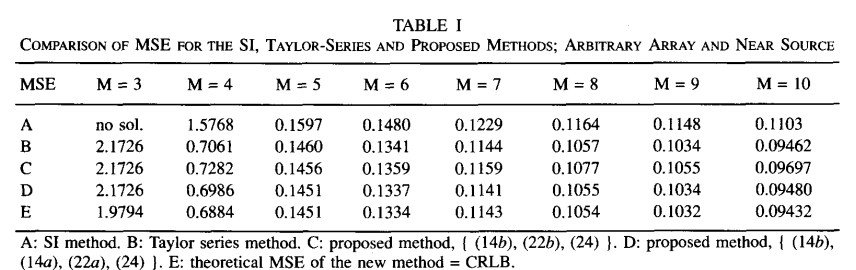 TABLE I
COMPARISON OF MSE FOR THE SI, TAYLOR-SERIES AND PROPOSED METHODS; ARBITRARY ARRAY AND NEAR SOURCE
MSE M = 3 M = 4 M = 5 M = 6 M = 7 M = 8 M = 9 M = 10
A no sol. 1.5768 0.1597 0.1480 0.1229 0.1164 0.1148 0.1103
B 2.1726 0.7061 0.1460 0.1341 0.1144 0.1057 0.1034 0.09462
C 2.1726 0.7282 0.1456 0.1359 0.1159 0.1077 0.1055 0.09697
D 2.1726 0.6986 0.1451 0.1337 0.1141 0.1055 0.1034 0.09480
E 1.9794 0.6884 0.1451 0.1334 0.1143 0.1054 0.1032 0.09432
A: SI method. B: Taylor series method. C: proposed method, { (14b), (22b), (24) }. D: proposed method, { (14b),
(14a), (22a), (24) }. E: theoretical MSE of the new method = CRLB.